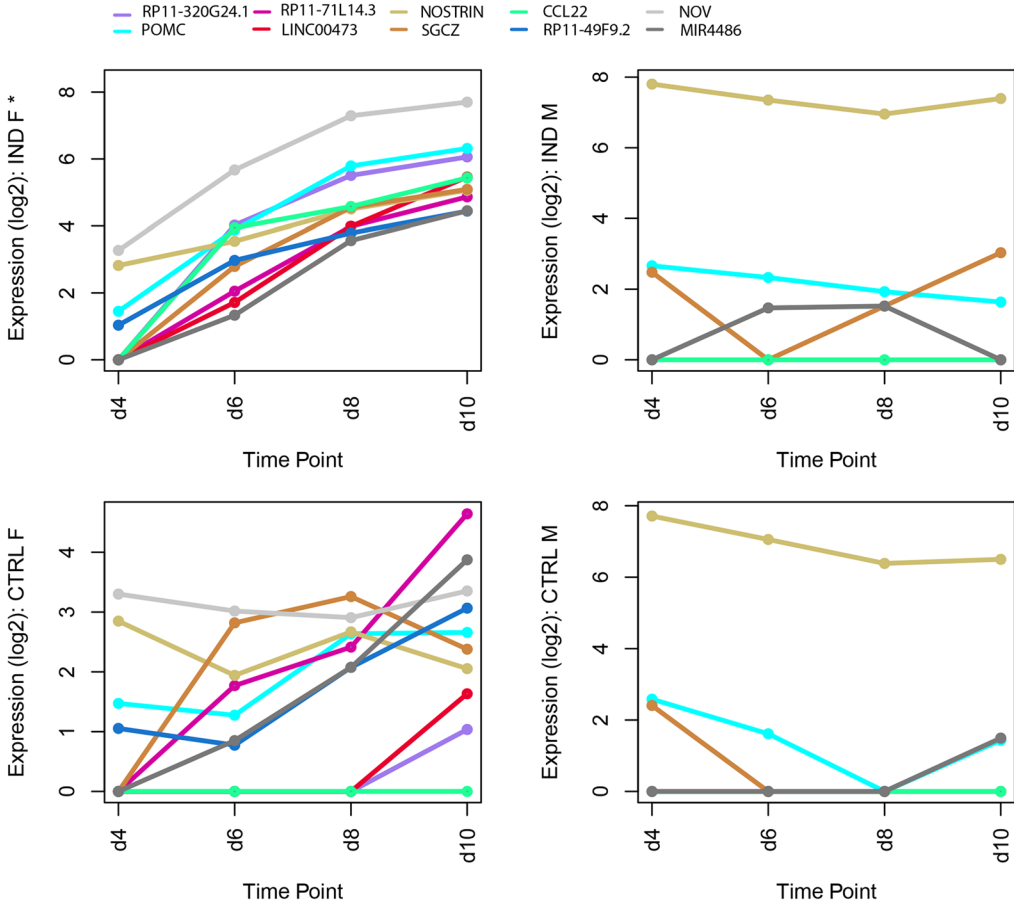 RP11-320G24.1 RP11-71L14.3 NOSTRIN CCL22 NOV
POMC LINC00473 SGCZ RP11-49F9.2 MIR4486
Expression (log2): IND F *
8
6
4
2
0
d4 d6 d8 d10
Time Point
Expression (log2): IND M
8
6
4
2
0
d4 d6 d8 d10
Time Point
Expression (log2): CTRL F
4
3
2
1
0
d4 d6 d8 d10
Time Point
Expression (log2): CTRL M
8
6
4
2
0
d4 d6 d8 d10
Time Point